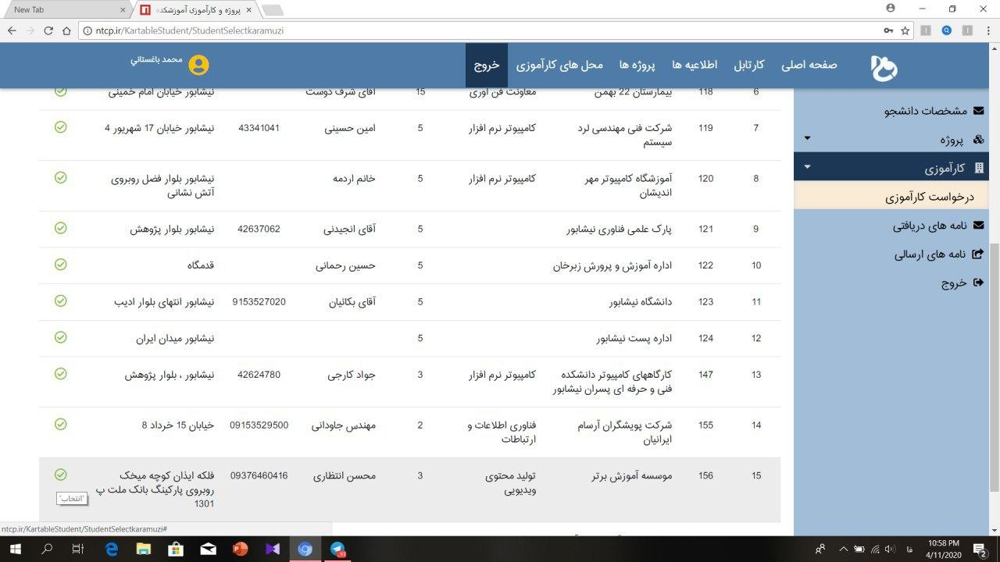 New Tab
پروژه و کارآموزی آموزشکده
ntcp.ir/KartableStudent/StudentSelectkaramuzi
صفحه اصلی
کارتابل
اطلاعیه ها
پروژه ها
محل های کارآموزی
خروج
محمد باغستاني
مشخصات دانشجو
پروژه
کارآموزی
درخواست کارآموزی
نامه های دریافتی
نامه های ارسالی
خروج
6 118 بیمارستان 22 بهمن معاونت فن آوری 15 آقای شرف دوست نیشابور خیابان امام خمینی
7 119 شرکت فنی مهندسی لرد کامپیوتر نرم افزار 5 امین حسینی 43341041 نیشابور خیابان 17 شهریور 4
سیستم
8 120 آموزشگاه کامپیوتر مهر کامپیوتر نرم افزار 5 خانم اردمه نیشابور بلوار فضل روبروی
اندیشان آتش نشانی
9 121 پارک علمی فناوری نیشابور 5 آقای انجیدنی 42637062 نیشابور بلوار پژوهش
10 122 اداره آموزش و پرورش زبرخان 5 حسین رحمانی قدمگاه
11 123 دانشگاه نیشابور 5 آقای بکائیان 9153527020 نیشابور انتهای بلوار ادیب
12 124 اداره پست نیشابور 5 نیشابور میدان ایران
13 147 کارگاههای کامپیوتر دانشکده کامپیوتر نرم افزار 3 جواد کارجی 42624780 نیشابور ، بلوار پژوهش
فنی و حرفه ای پسران نیشابور
14 155 شرکت پویشگران آرسام فناوری اطلاعات و 2 مهندس جاودانی 09153529500 خیابان 15 خرداد 8
ایرانیان ارتباطات
15 156 موسسه آموزش برتر تولید محتوی 3 محسن انتظاری 09376460416 فلکه ایذان کوچه میخک
ویدیویی روبروی پارکینگ بانک ملت پ
1301
'انتخاب'
ntcp.ir/KartableStudent/StudentSelectkaramuzi#
33
فا
10:58 PM
4/11/2020
2